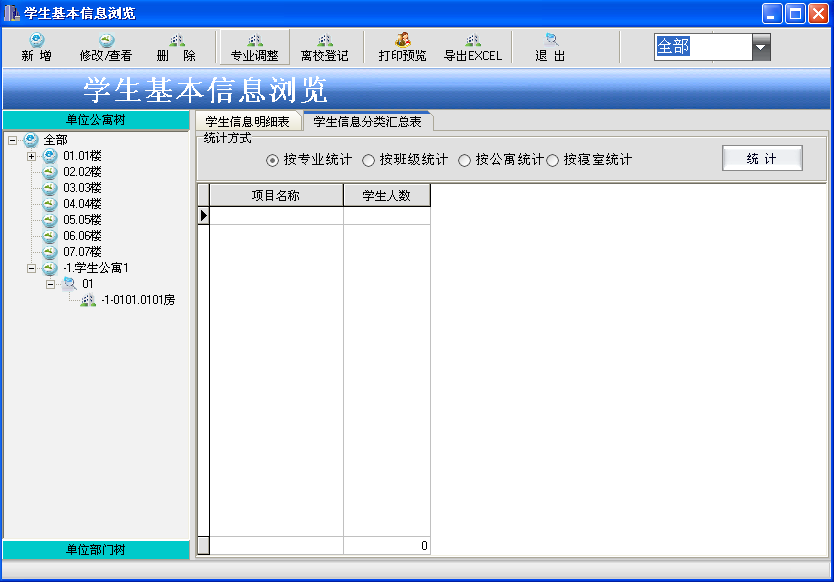 学生基本信息浏览
新 增 修改/查看 删 除 专业调整 离校登记 打印预览 导出EXCEL 退 出 全部
学生基本信息浏览
单位公寓树
学生信息明细表 学生信息分类汇总表
全部
01.01楼
02.02楼
03.03楼
04.04楼
05.05楼
06.06楼
07.07楼
-1.学生公寓1
01
-1-0101.0101房
单位部门树
统计方式
按专业统计 按班级统计 按公寓统计 按寝室统计 统 计
项目名称 学生人数
0